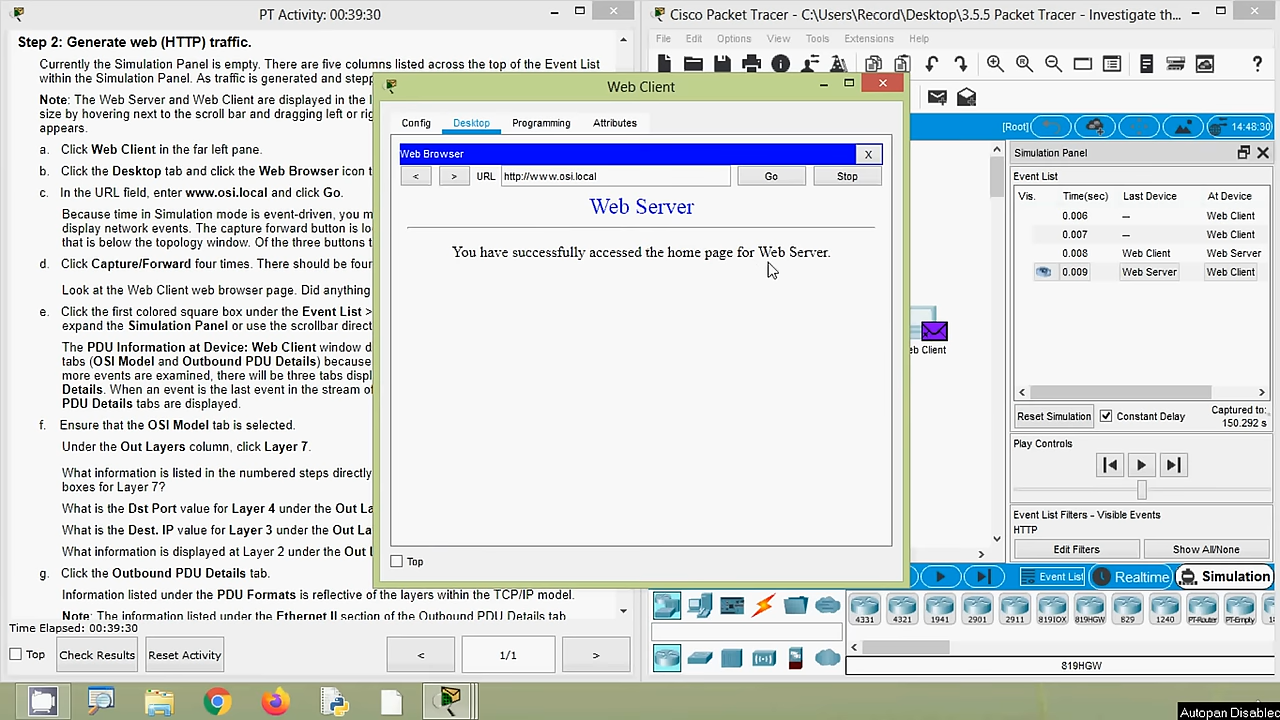 PT Activity: 00:39:30
Step 2: Generate web (HTTP) traffic.
Currently the Simulation Panel is empty. There are five columns listed across the top of the Event List
within the Simulation Panel. As traffic is generated and stepp
Note: The Web Server and Web Client are displayed in the l
size by hovering next to the scroll bar and dragging left or rig
appears.
a. Click Web Client in the far left pane.
b. Click the Desktop tab and click the Web Browser icon t
c. In the URL field, enter www.osi.local and click Go.
Because time in Simulation mode is event-driven, you m
display network events. The capture forward button is lo
that is below the topology window. Of the three buttons t
d. Click Capture/Forward four times. There should be four
Look at the Web Client web browser page. Did anything
e. Click the first colored square box under the Event List >
expand the Simulation Panel or use the scrollbar direct
The PDU Information at Device: Web Client window d
tabs (OSI Model and Outbound PDU Details) because
more events are examined, there will be three tabs displ
Details. When an event is the last event in the stream of
PDU Details tabs are displayed.
f. Ensure that the OSI Model tab is selected.
Under the Out Layers column, click Layer 7.
What information is listed in the numbered steps directly
boxes for Layer 7?
What is the Dst Port value for Layer 4 under the Out La
What is the Dest. IP value for Layer 3 under the Out La
What information is displayed at Layer 2 under the Out L
g. Click the Outbound PDU Details tab.
Information listed under the PDU Formats is reflective of the layers within the TCP/IP model.
Note: The information listed under the Ethernet II section of the Outbound PDU Details tab
Time Elapsed: 00:39:30
Top
Check Results
Reset Activity
<
1/1
>
Web Client
Config
Desktop
Programming
Attributes
Web Browser
X
<
>
URL
http://www.osi.local
Go
Stop
Web Server
You have successfully accessed the home page for Web Server.
Top
Cisco Packet Tracer - C:\Users\Record\Desktop\3.5.5 Packet Tracer - Investigate th...
File Edit Options View Tools Extensions Help
?
[Root]
14:48:30
eb Client
Simulation Panel
Event List
Vis. Time(sec) Last Device At Device
0.006 -- Web Client
0.007 -- Web Client
0.008 Web Client Web Server
0.009 Web Server Web Client
Reset Simulation
Constant Delay
Captured to:
150.292 s
Play Controls
Event List Filters - Visible Events
HTTP
Edit Filters
Show All/None
Event List
Realtime
Simulation
4331 4321 1941 2901 2911 819IOX 819HGW 829 1240 PT-Router PT-Empty
819HGW
Autopan Disabled